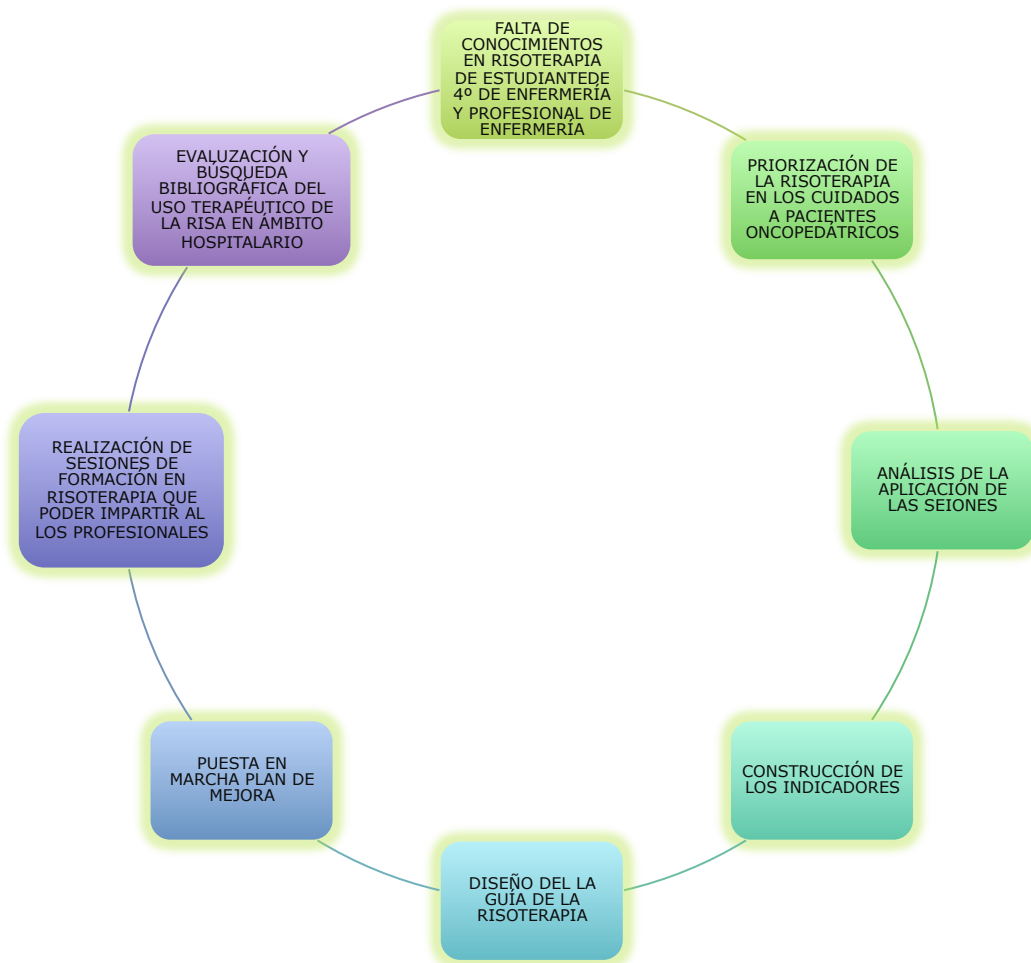 FALTA DE
CONOCIMIENTOS
EN RISOTERAPIA
DE ESTUDIANTEDE
4º DE ENFERMERÍA
Y PROFESIONAL DE
ENFERMERÍA
PRIORIZACIÓN DE
LA RISOTERAPIA
EN LOS CUIDADOS
A PACIENTES
ONCOPEDÁTRICOS
ANÁLISIS DE LA
APLICACIÓN DE
LAS SEIONES
CONSTRUCCIÓN DE
LOS INDICADORES
DISEÑO DEL LA
GUÍA DE LA
RISOTERAPIA
PUESTA EN
MARCHA PLAN DE
MEJORA
REALIZACIÓN DE
SESIONES DE
FORMACIÓN EN
RISOTERAPIA QUE
PODER IMPARTIR AL
LOS PROFESIONALES
EVALUZACIÓN Y
BÚSQUEDA
BIBLIOGRÁFICA DEL
USO TERAPÉUTICO DE
LA RISA EN ÁMBITO
HOSPITALARIO